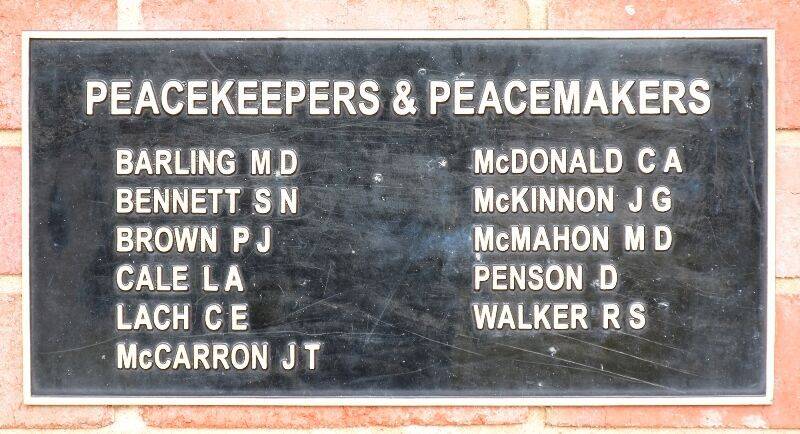 PEACEKEEPERS & PEACEMAKERS
BARLING M D
BENNETT S N
BROWN P J
CALE L A
LACH C E
McCARRON J T
McDONALD C A
McKINNON J G
McMAHON M D
PENSON D
WALKER R S